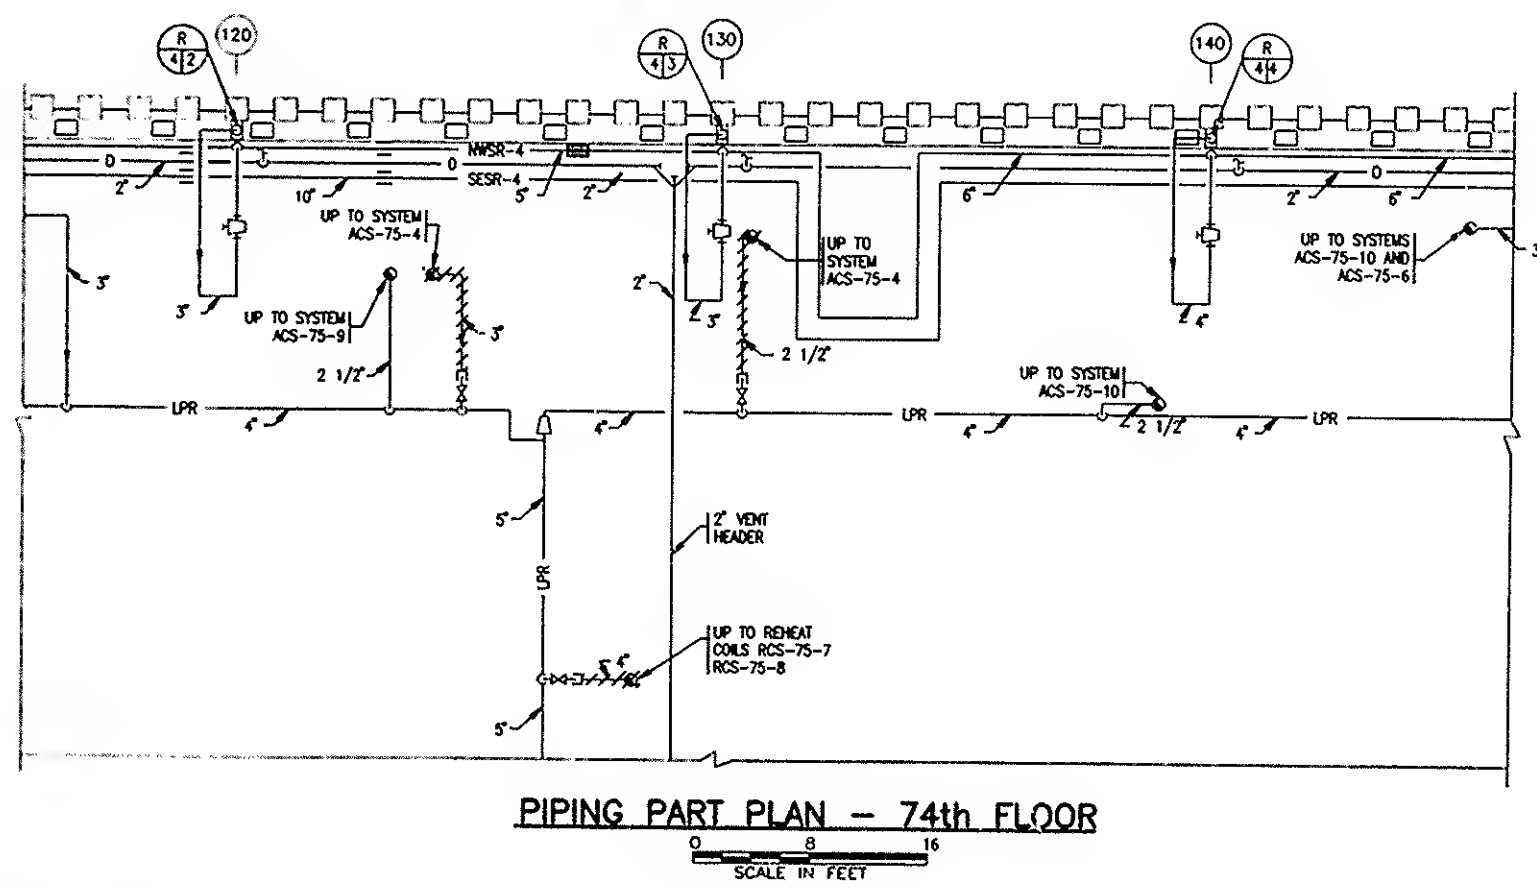 R
4 2
120
R
4 3
130
140
R
4 4
D
2"
10"
NWSR-4
O
SESR-4
5"
2"
6"
2"
O
6"
UP TO SYSTEM
ACS-75-4
UP TO
SYSTEM
ACS-75-4
UP TO SYSTEMS
ACS-75-10 AND
ACS-75-6
3"
3"
3"
UP TO SYSTEM
ACS-75-9
3"
2"
3"
4"
2 1/2"
2 1/2"
UP TO SYSTEM
ACS-75-10
LPR
4"
4"
LPR
4"
2 1/2"
4"
LPR
5"
2" VENT
HEADER
LPR
UP TO REHEAT
COILS RCS-75-7
RCS-75-8
4"
5"
PIPING PART PLAN - 74th FLOOR
0 8 16
SCALE IN FEET